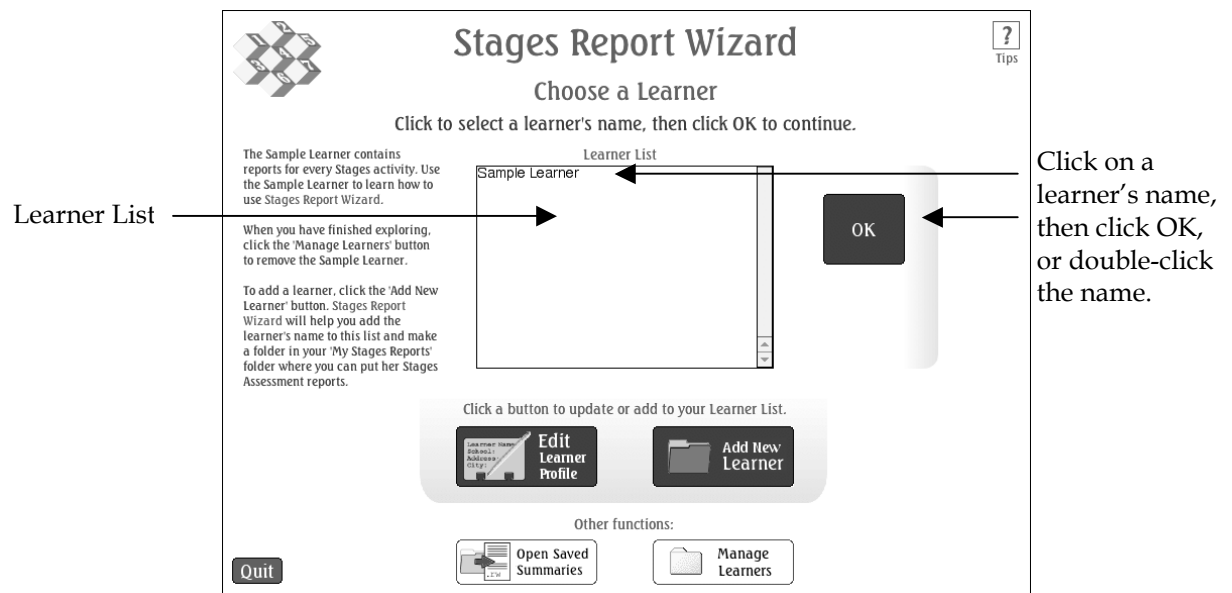 Stages Report Wizard
?
Tips
Choose a Learner
Click to select a learner's name, then click OK to continue.
The Sample Learner contains
reports for every Stages activity. Use
the Sample Learner to learn how to
use Stages Report Wizard.
When you have finished exploring,
click the 'Manage Learners' button
to remove the Sample Learner.
To add a learner, click the 'Add New
Learner' button. Stages Report
Wizard will help you add the
learner's name to this list and make
a folder in your 'My Stages Reports'
folder where you can put her Stages
Assessment reports.
Learner List
Sample Learner
OK
Learner List
Click on a
learner’s name,
then click OK,
or double-click
the name.
Click a button to update or add to your Learner List.
Learner Name
School:
Address:
City:
Edit
Learner
Profile
Add New
Learner
Other functions:
Open Saved
Summaries
Manage
Learners
Quit